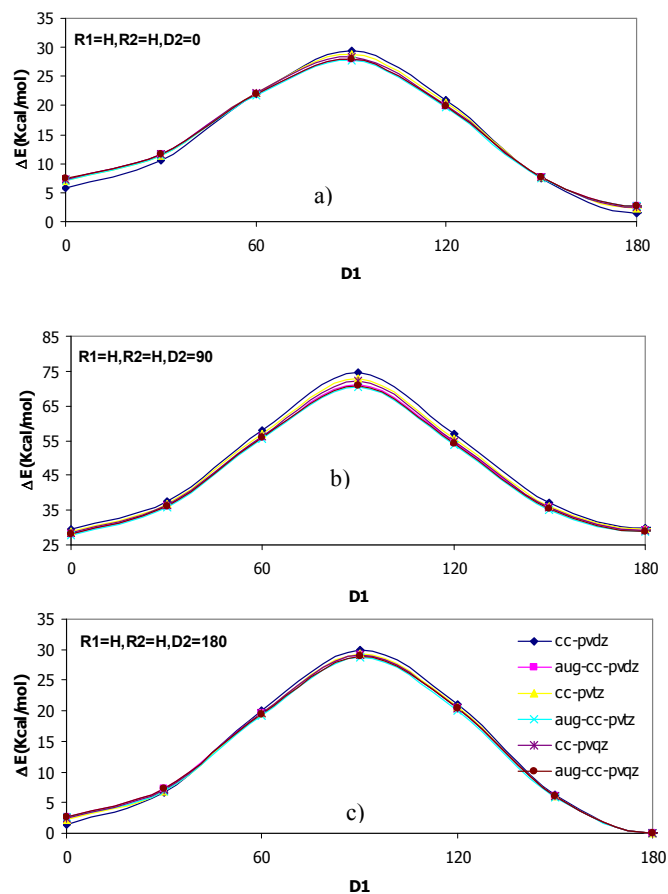 35
30
25
20
15
10
5
0
ΔE(Kcal/mol)
R1=H,R2=H,D2=0
a)
0 60 120 180
D1
85
75
65
55
45
35
25
ΔE(Kcal/mol)
R1=H,R2=H,D2=90
b)
0 60 120 180
D1
35
30
25
20
15
10
5
0
ΔE(Kcal/mol)
R1=H,R2=H,D2=180
cc-pvdz
aug-cc-pvdz
cc-pvtz
aug-cc-pvtz
cc-pvqz
aug-cc-pvqz
c)
0 60 120 180
D1